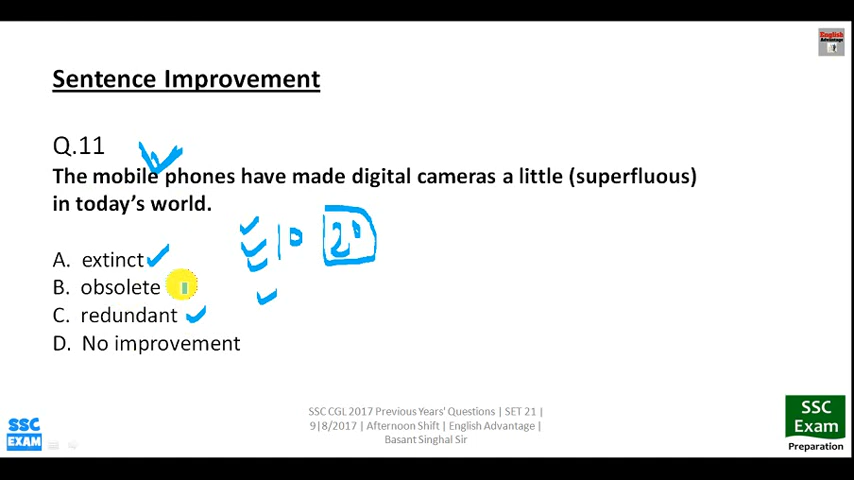 English
Advantage
Sentence Improvement
Q.11
The mobile phones have made digital cameras a little (superfluous)
in today's world.
A. extinct
B. obsolete
C. redundant
D. No improvement
SSC CGL 2017 Previous Years' Questions | SET 21 |
9|8/2017 | Afternoon Shift | English Advantage |
Basant Singhal Sir
SSC
EXAM
SSC
Exam
Preparation